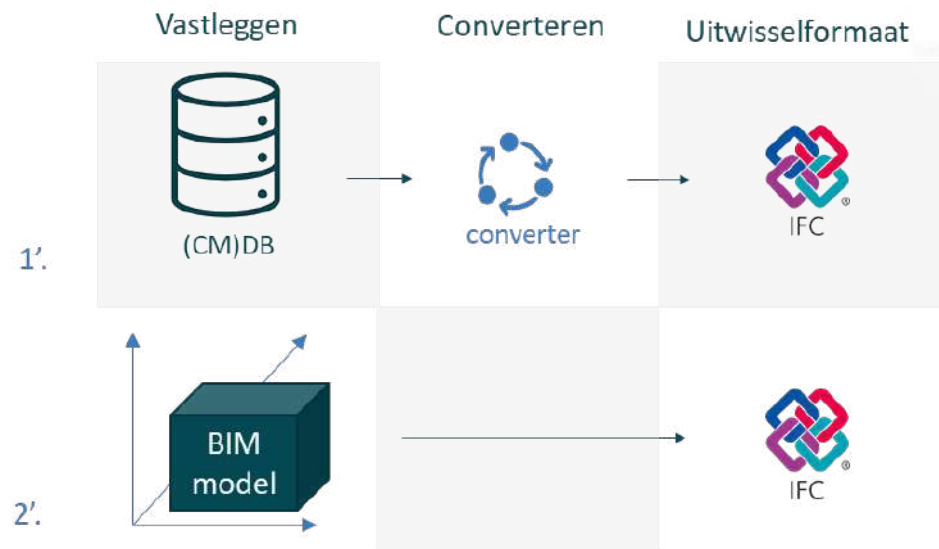 Vastleggen
Converteren
Uitwisselformaat
1'.
(CM)DB
converter
IFC
®
2'.
BIM
model
IFC
®